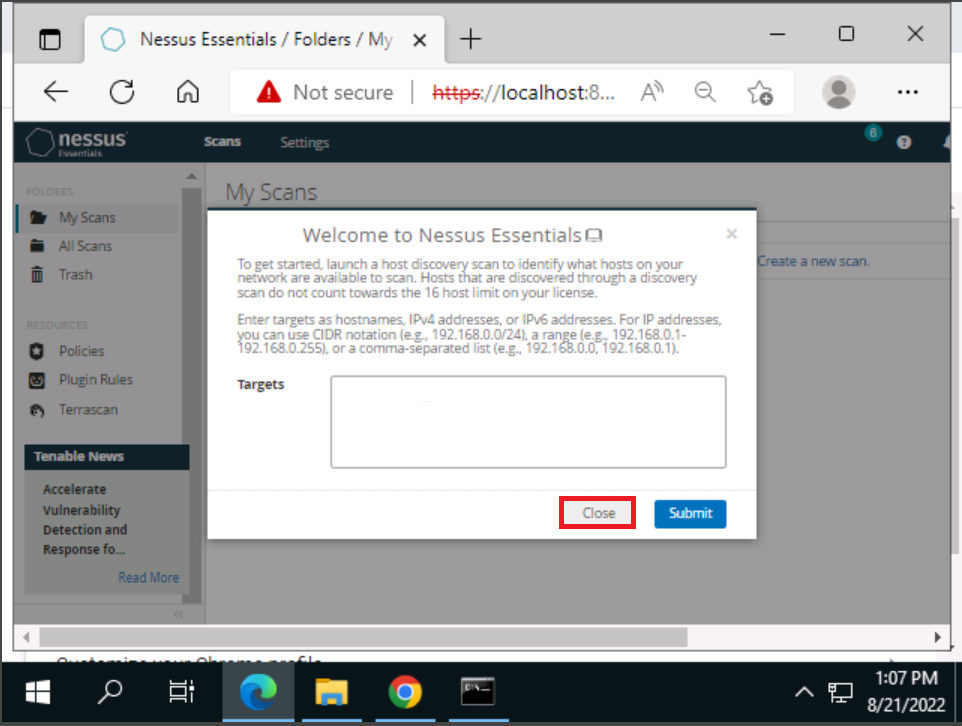 Nessus Essentials / Folders / My
Not secure | https://localhost:8...
nessus
Essentials
Scans
Settings
6
FOLDERS
My Scans
All Scans
Trash
RESOURCES
Policies
Plugin Rules
Terrascan
Tenable News
Accelerate
Vulnerability
Detection and
Response fo...
Read More
My Scans
Create a new scan.
Welcome to Nessus Essentials
To get started, launch a host discovery scan to identify what hosts on your
network are available to scan. Hosts that are discovered through a discovery
scan do not count towards the 16 host limit on your license.
Enter targets as hostnames, IPv4 addresses, or IPv6 addresses. For IP addresses,
you can use CIDR notation (e.g., 192.168.0.0/24), a range (e.g., 192.168.0.1-
192.168.0.255), or a comma-separated list (e.g., 192.168.0.0, 192.168.0.1).
Targets
Close
Submit
Customize your Chrome profile
1:07 PM
8/21/2022